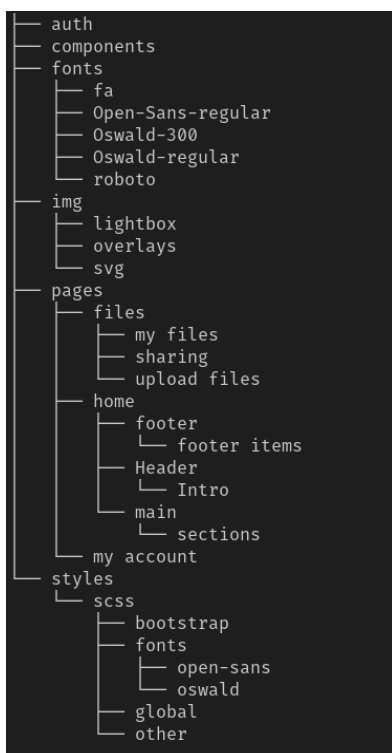 ├── auth
├── components
├── fonts
│   ├── fa
│   ├── Open-Sans-regular
│   ├── Oswald-300
│   ├── Oswald-regular
│   └── roboto
├── img
│   ├── lightbox
│   ├── overlays
│   └── svg
├── pages
│   ├── files
│   │   ├── my files
│   │   ├── sharing
│   │   └── upload files
│   ├── home
│   │   ├── footer
│   │   │   └── footer items
│   │   ├── Header
│   │   │   └── Intro
│   │   └── main
│   │       └── sections
│   └── my account
└── styles
    └── scss
        ├── bootstrap
        ├── fonts
        │   ├── open-sans
        │   └── oswald
        ├── global
        └── other